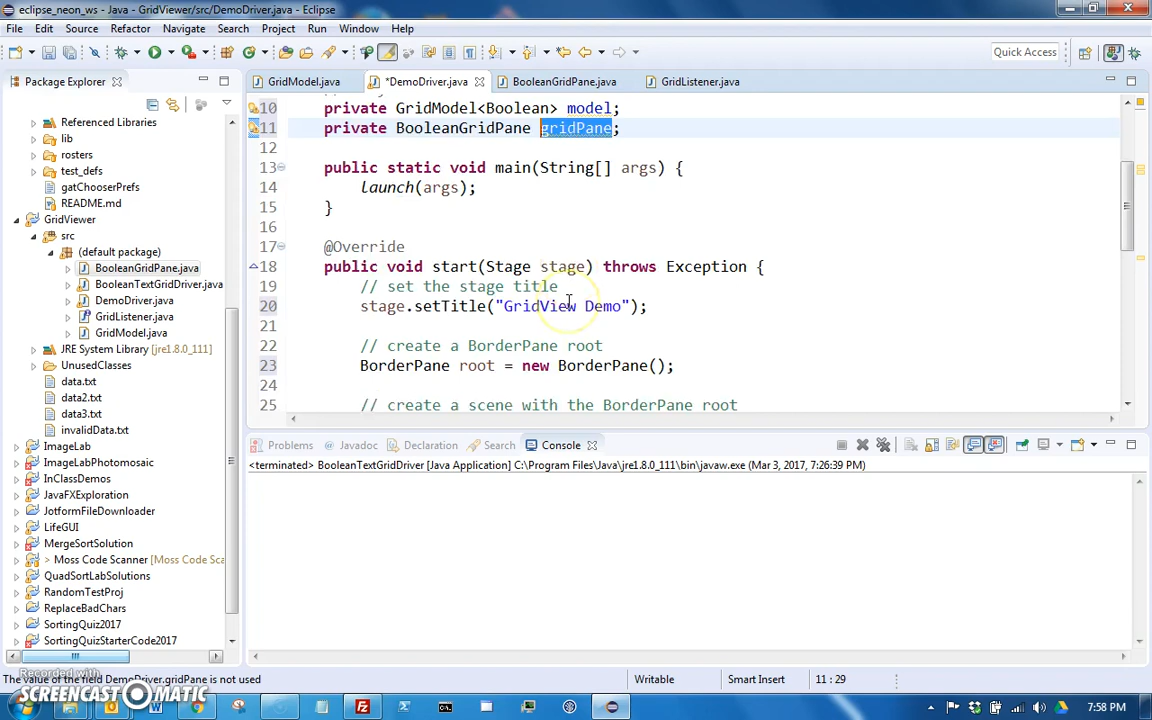 eclipse_neon_ws - Java - GridViewer/src/DemoDriver.java - Eclipse
File Edit Source Refactor Navigate Search Project Run Window Help
Quick Access
Package Explorer
GridModel.java *DemoDriver.java BooleanGridPane.java GridListener.java
Referenced Libraries
lib
rosters
test_defs
gatChooserPrefs
README.md
GridViewer
src
(default package)
BooleanGridPane.java
BooleanTextGridDriver.java
DemoDriver.java
GridListener.java
GridModel.java
JRE System Library [jre1.8.0_111]
UnusedClasses
data.txt
data2.txt
data3.txt
invalidData.txt
ImageLab
ImageLabPhotomosaic
InClassDemos
JavaFXExploration
JotformFileDownloader
LifeGUI
MergeSortSolution
> Moss Code Scanner [Moss Code Sca
QuadSortLabSolutions
RandomTestProj
ReplaceBadChars
SortingQuiz2017
SortingQuizStarterCode2017
10 private GridModel<Boolean> model;
11 private BooleanGridPane gridPane;
12
13 public static void main(String[] args) {
14 launch(args);
15 }
16
17 @Override
18 public void start(Stage stage) throws Exception {
19 // set the stage title
20 stage.setTitle("GridView Demo");
21
22 // create a BorderPane root
23 BorderPane root = new BorderPane();
24
25 // create a scene with the BorderPane root
Problems Javadoc Declaration Search Console
<terminated> BooleanTextGridDriver [Java Application] C:\Program Files\Java\jre1.8.0_111\bin\javaw.exe (Mar 3, 2017, 7:26:39 PM)
The value of the field DemoDriver.gridPane is not used
Writable Smart Insert 11 : 29
Recorded with
SCREENCAST MATIC
7:58 PM